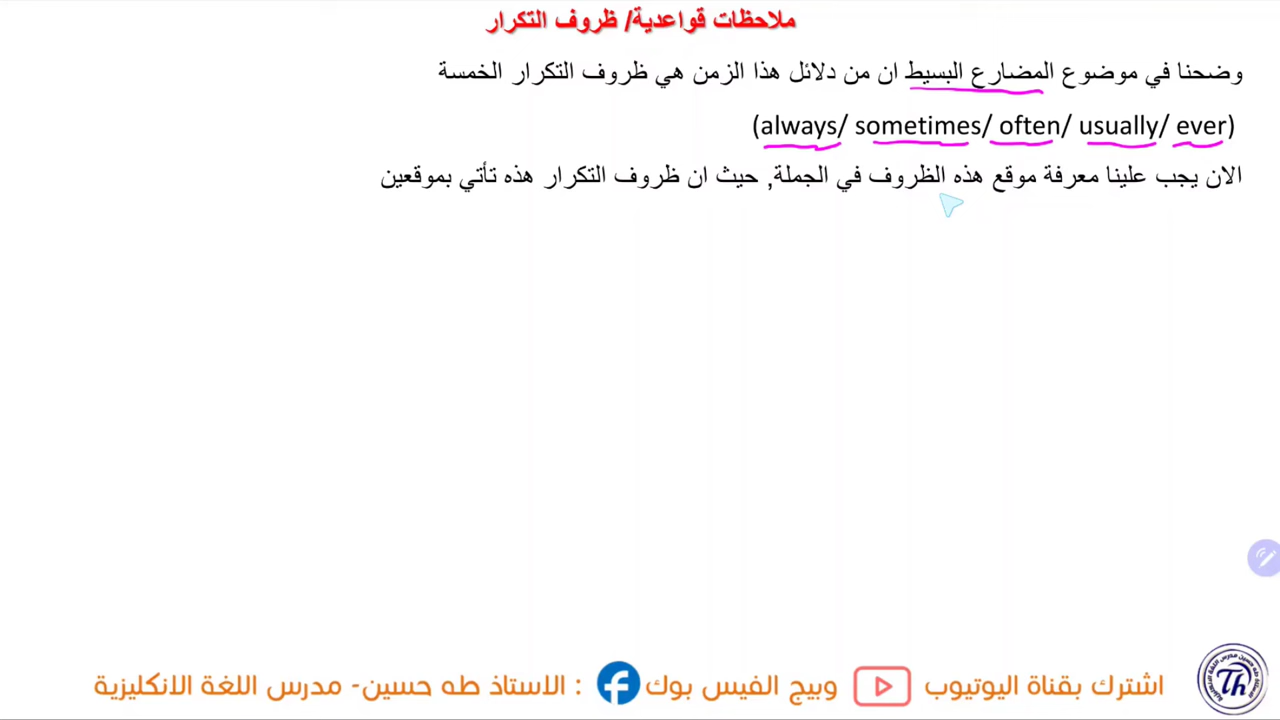 ملاحظات قواعدية/ ظروف التكرار
وضحنا في موضوع المضارع البسيط ان من دلائل هذا الزمن هي ظروف التكرار الخمسة
(always/ sometimes/ often/ usually/ ever)
الان يجب علينا معرفة موقع هذه الظروف في الجملة, حيث ان ظروف التكرار هذه تأتي بموقعين
اشترك بقناة اليوتيوب وبيج الفيس بوك : الاستاذ طه حسين- مدرس اللغة الانكليزية
Th